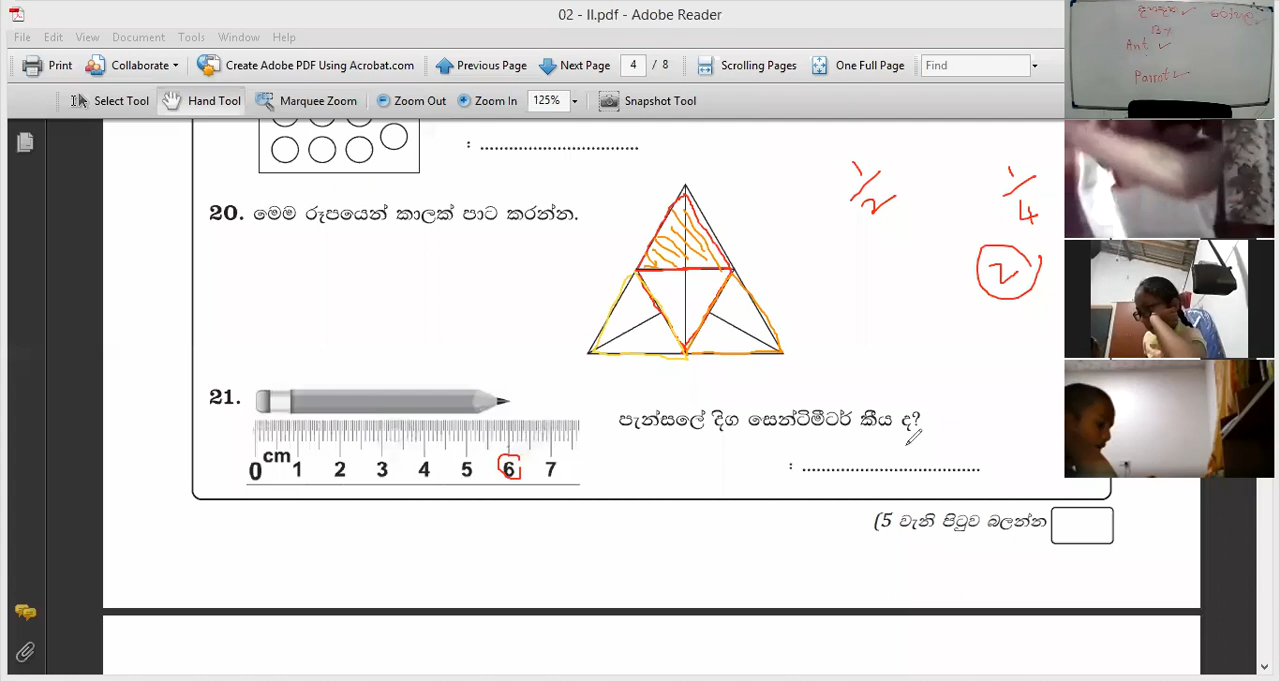 02 - II.pdf - Adobe Reader
File Edit View Document Tools Window Help
Print Collaborate Create Adobe PDF Using Acrobat.com Previous Page Next Page 4 / 8 Scrolling Pages One Full Page Find
Select Tool Hand Tool Marquee Zoom Zoom Out Zoom In 125% Snapshot Tool
: ................................
20. මෙම රූපයෙන් කාලක් පාට කරන්න.
1/2
1/4
2
21.
0 cm 1 2 3 4 5 6 7
පැන්සලේ දිග සෙන්ටිමීටර් කීය ද?
: ....................................
(5 වැනි පිටුව බලන්න
Ant
Parrot